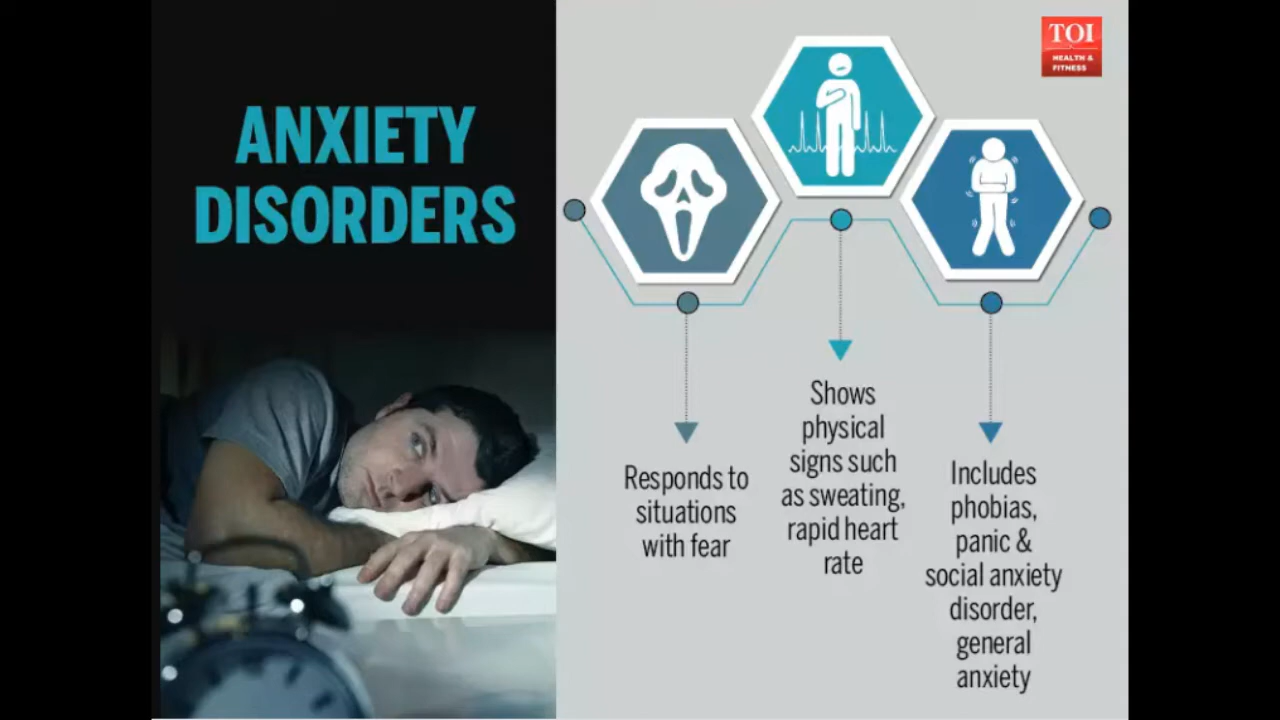 ANXIETY
DISORDERS
TOI
HEALTH &
FITNESS
Responds to
situations
with fear
Shows
physical
signs such
as sweating,
rapid heart
rate
Includes
phobias,
panic &
social anxiety
disorder,
general
anxiety